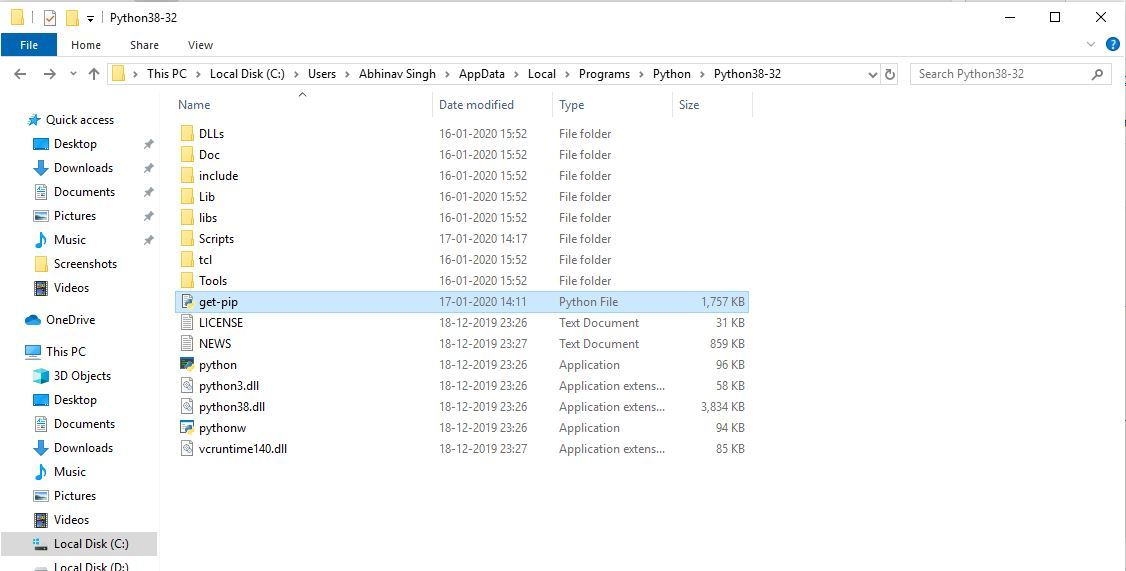 Python38-32
File Home Share View
This PC Local Disk (C:) Users Abhinav Singh AppData Local Programs Python Python38-32 Search Python38-32
Name Date modified Type Size
Quick access
Desktop
Downloads
Documents
Pictures
Music
Screenshots
Videos
OneDrive
This PC
3D Objects
Desktop
Documents
Downloads
Music
Pictures
Videos
Local Disk (C:)
Local Disk (D:)
DLLs 16-01-2020 15:52 File folder
Doc 16-01-2020 15:52 File folder
include 16-01-2020 15:52 File folder
Lib 16-01-2020 15:52 File folder
libs 16-01-2020 15:52 File folder
Scripts 17-01-2020 14:17 File folder
tcl 16-01-2020 15:52 File folder
Tools 16-01-2020 15:52 File folder
get-pip 17-01-2020 14:11 Python File 1,757 KB
LICENSE 18-12-2019 23:26 Text Document 31 KB
NEWS 18-12-2019 23:27 Text Document 859 KB
python 18-12-2019 23:26 Application 96 KB
python3.dll 18-12-2019 23:26 Application extens... 58 KB
python38.dll 18-12-2019 23:26 Application extens... 3,834 KB
pythonw 18-12-2019 23:26 Application 94 KB
vcruntime140.dll 18-12-2019 23:27 Application extens... 85 KB